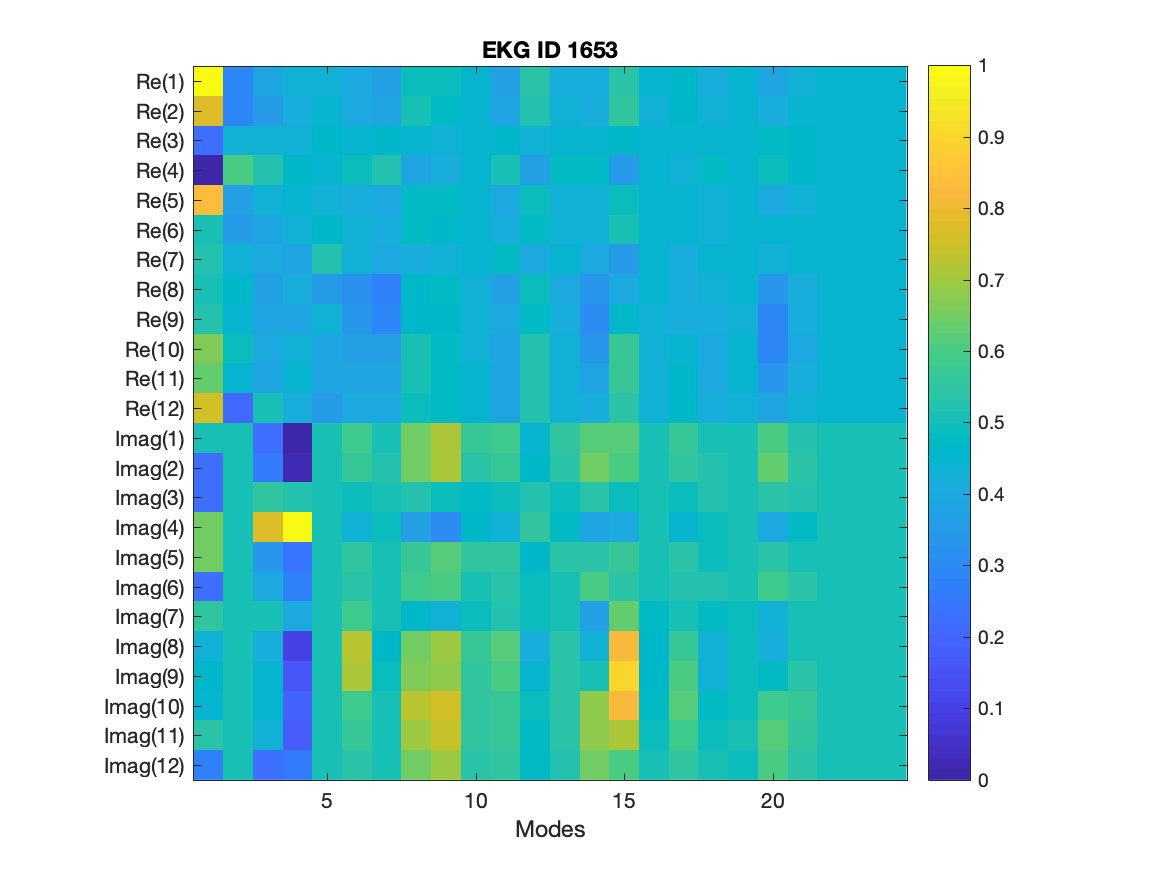 EKG ID 1653
Re(1)
Re(2)
Re(3)
Re(4)
Re(5)
Re(6)
Re(7)
Re(8)
Re(9)
Re(10)
Re(11)
Re(12)
Imag(1)
Imag(2)
Imag(3)
Imag(4)
Imag(5)
Imag(6)
Imag(7)
Imag(8)
Imag(9)
Imag(10)
Imag(11)
Imag(12)
5 10 15 20
Modes
1
0.9
0.8
0.7
0.6
0.5
0.4
0.3
0.2
0.1
0